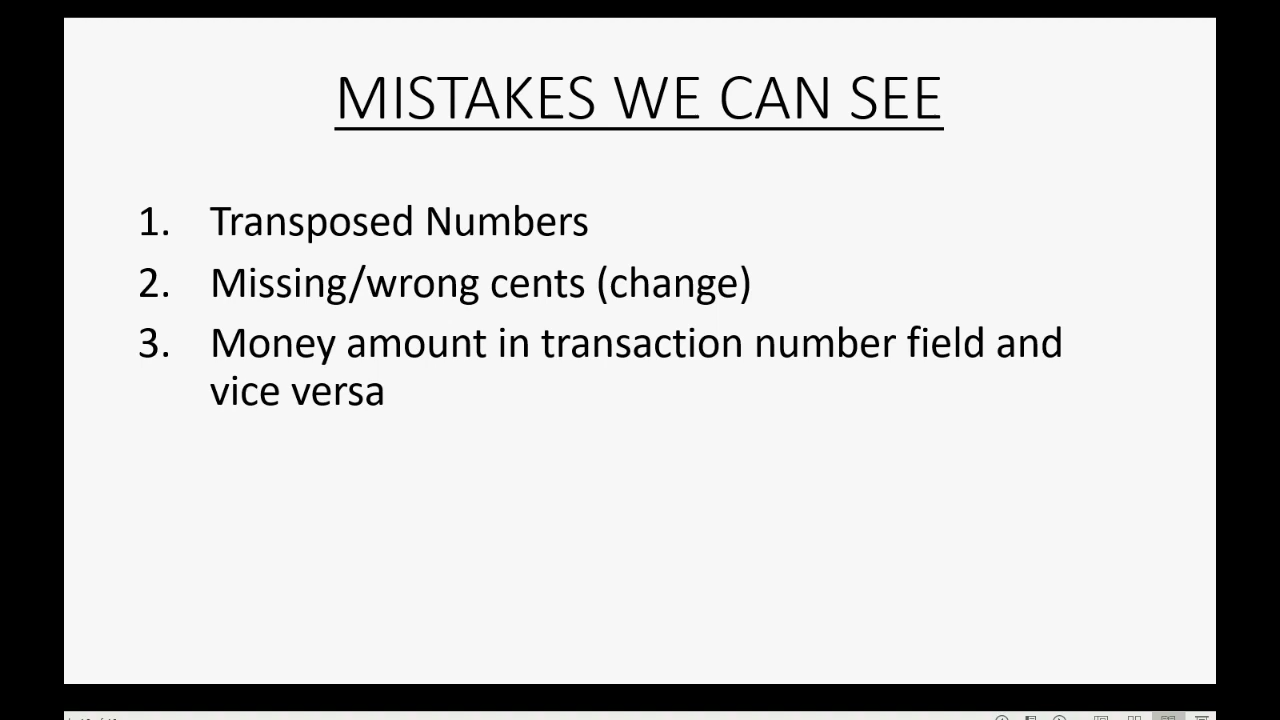 MISTAKES WE CAN SEE
1. Transposed Numbers
2. Missing/wrong cents (change)
3. Money amount in transaction number field and
vice versa